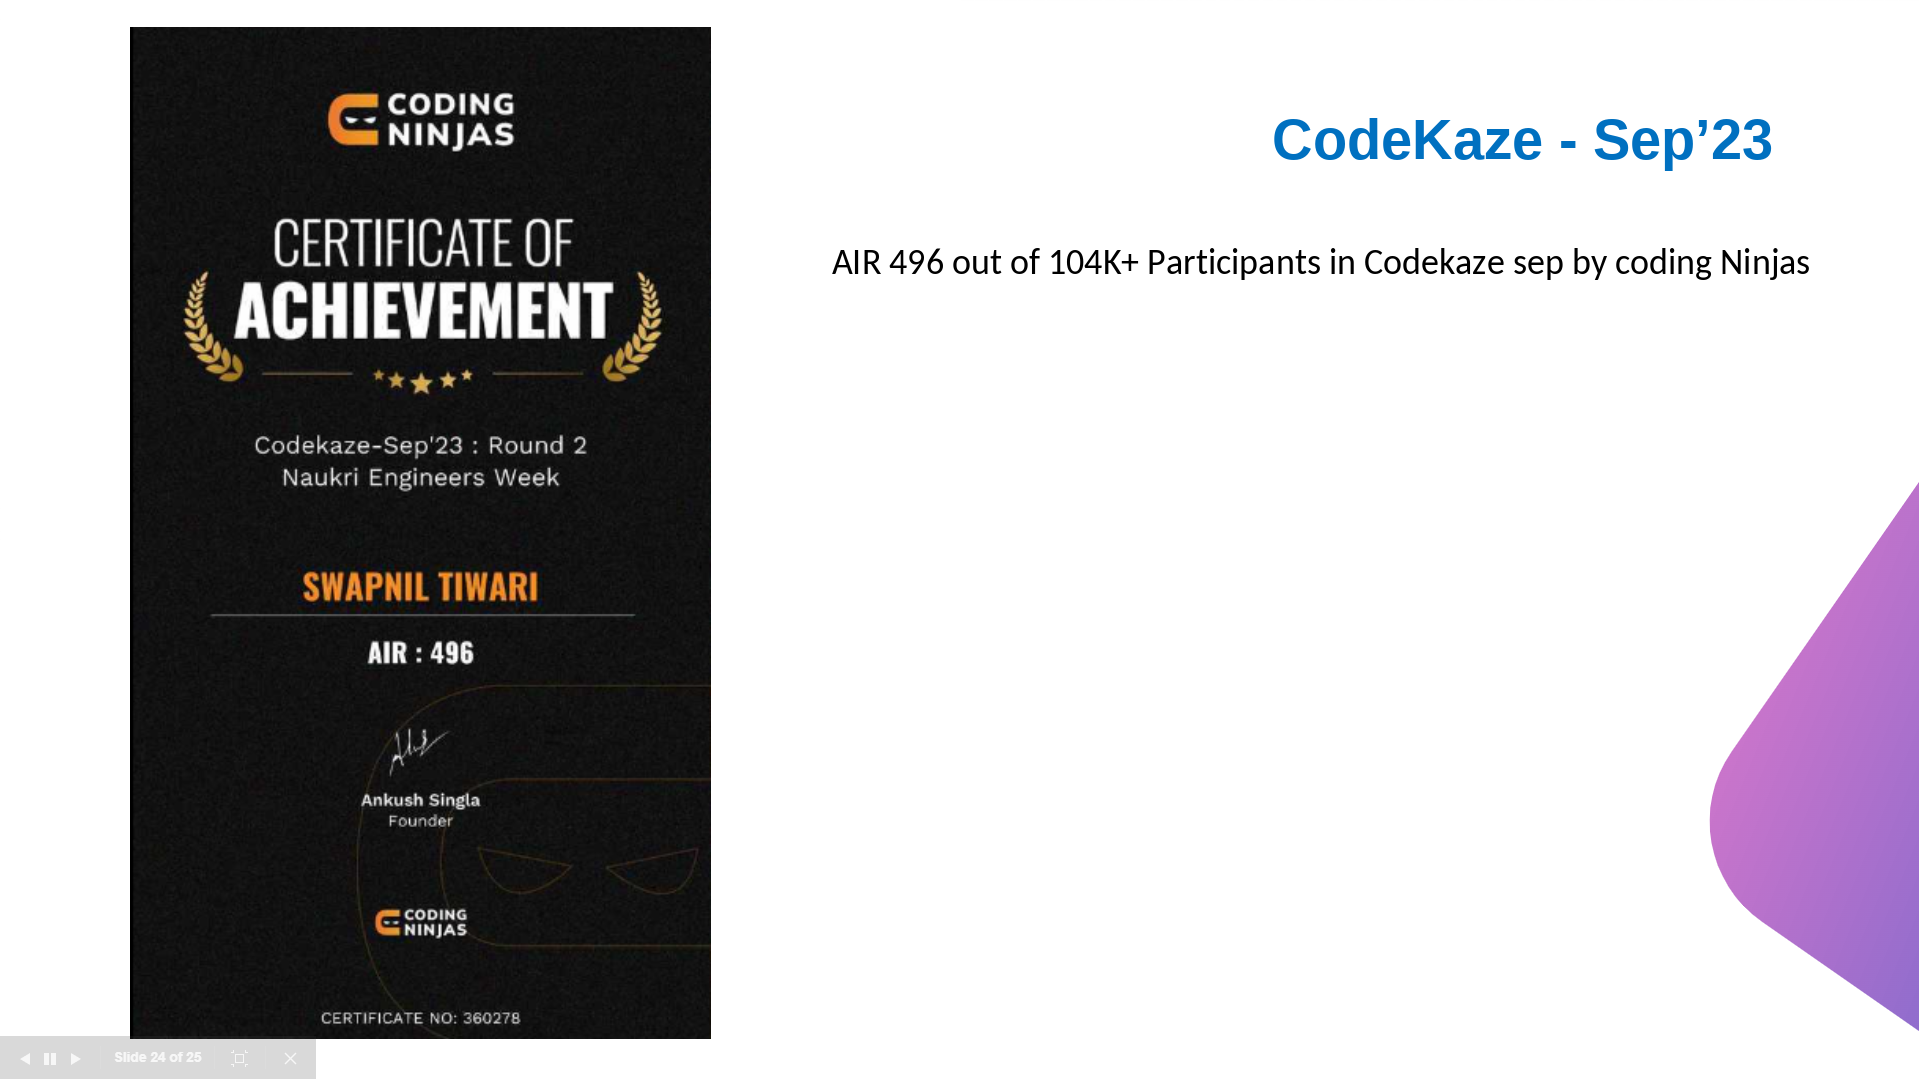 CODING
NINJAS
CERTIFICATE OF
ACHIEVEMENT
Codekaze-Sep'23 : Round 2
Naukri Engineers Week
SWAPNIL TIWARI
AIR : 496
Ankush Singla
Founder
CODING
NINJAS
CERTIFICATE NO: 360278
CodeKaze - Sep’23
AIR 496 out of 104K+ Participants in Codekaze sep by coding Ninjas
Slide 24 of 25